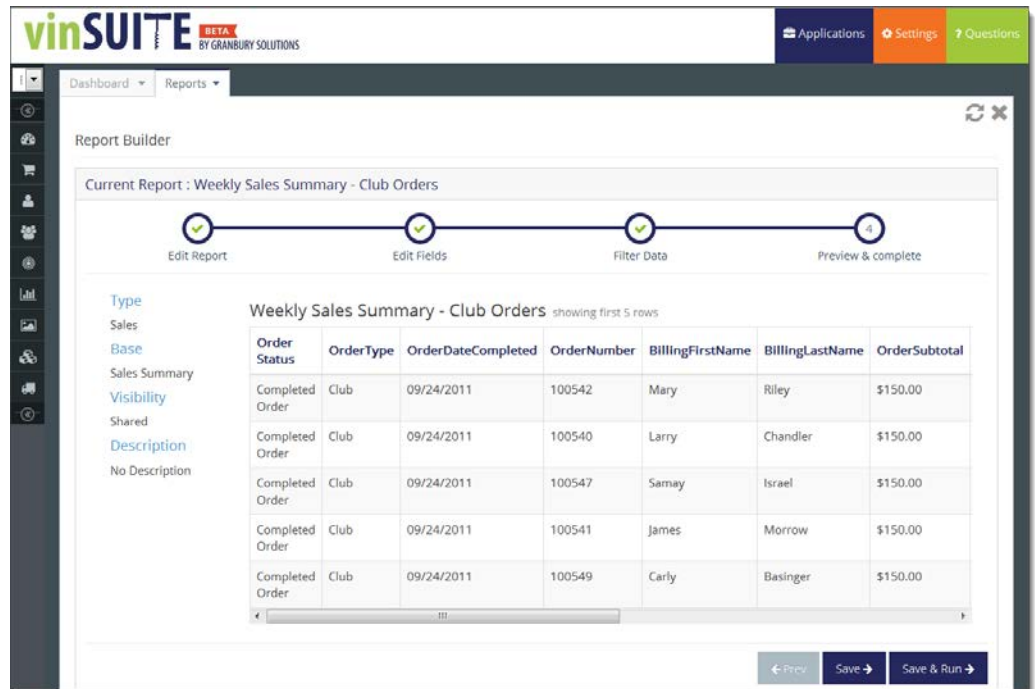 vinSUITE BETA BY GRANBURY SOLUTIONS
Applications Settings ? Questions
Dashboard Reports
Report Builder
Current Report : Weekly Sales Summary - Club Orders
4
Edit Report Edit Fields Filter Data Preview & complete
Type
Sales
Base
Sales Summary
Visibility
Shared
Description
No Description
Weekly Sales Summary - Club Orders showing first 5 rows
Order Status OrderType OrderDateCompleted OrderNumber BillingFirstName BillingLastName OrderSubtotal
Completed Order Club 09/24/2011 100542 Mary Riley $150.00
Completed Order Club 09/24/2011 100540 Larry Chandler $150.00
Completed Order Club 09/24/2011 100547 Samay Israel $150.00
Completed Order Club 09/24/2011 100541 James Morrow $150.00
Completed Order Club 09/24/2011 100549 Carly Basinger $150.00
Prev Save Save & Run